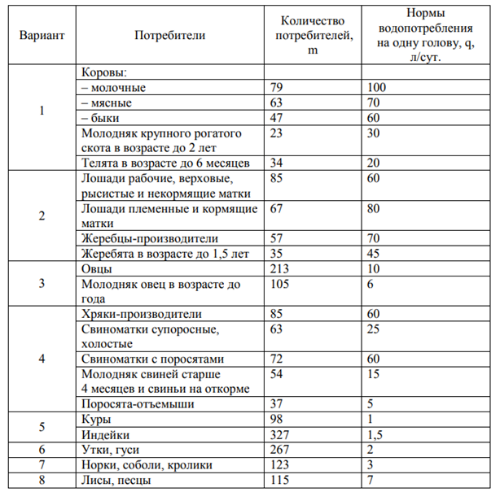 Вариант Потребители Количество потребителей, m Нормы водопотребления на одну голову, q, л/сут.
1
Коровы:
– молочные 79 100
– мясные 63 70
– быки 47 60
Молодняк крупного рогатого
скота в возрасте до 2 лет 23 30
Телята в возрасте до 6 месяцев 34 20
2
Лошади рабочие, верховые,
рысистые и некормящие матки 85 60
Лошади племенные и кормящие
матки 67 80
Жеребцы-производители 57 70
Жеребята в возрасте до 1,5 лет 35 45
3
Овцы 213 10
Молодняк овец в возрасте до
года 105 6
4
Хряки-производители 85 60
Свиноматки супоросные,
холостые 63 25
Свиноматки с поросятами 72 60
Молодняк свиней старше
4 месяцев и свиньи на откорме 54 15
Поросята-отъемыши 37 5
5
Куры 98 1
Индейки 327 1,5
6 Утки, гуси 267 2
7 Норки, соболи, кролики 123 3
8 Лисы, песцы 115 7